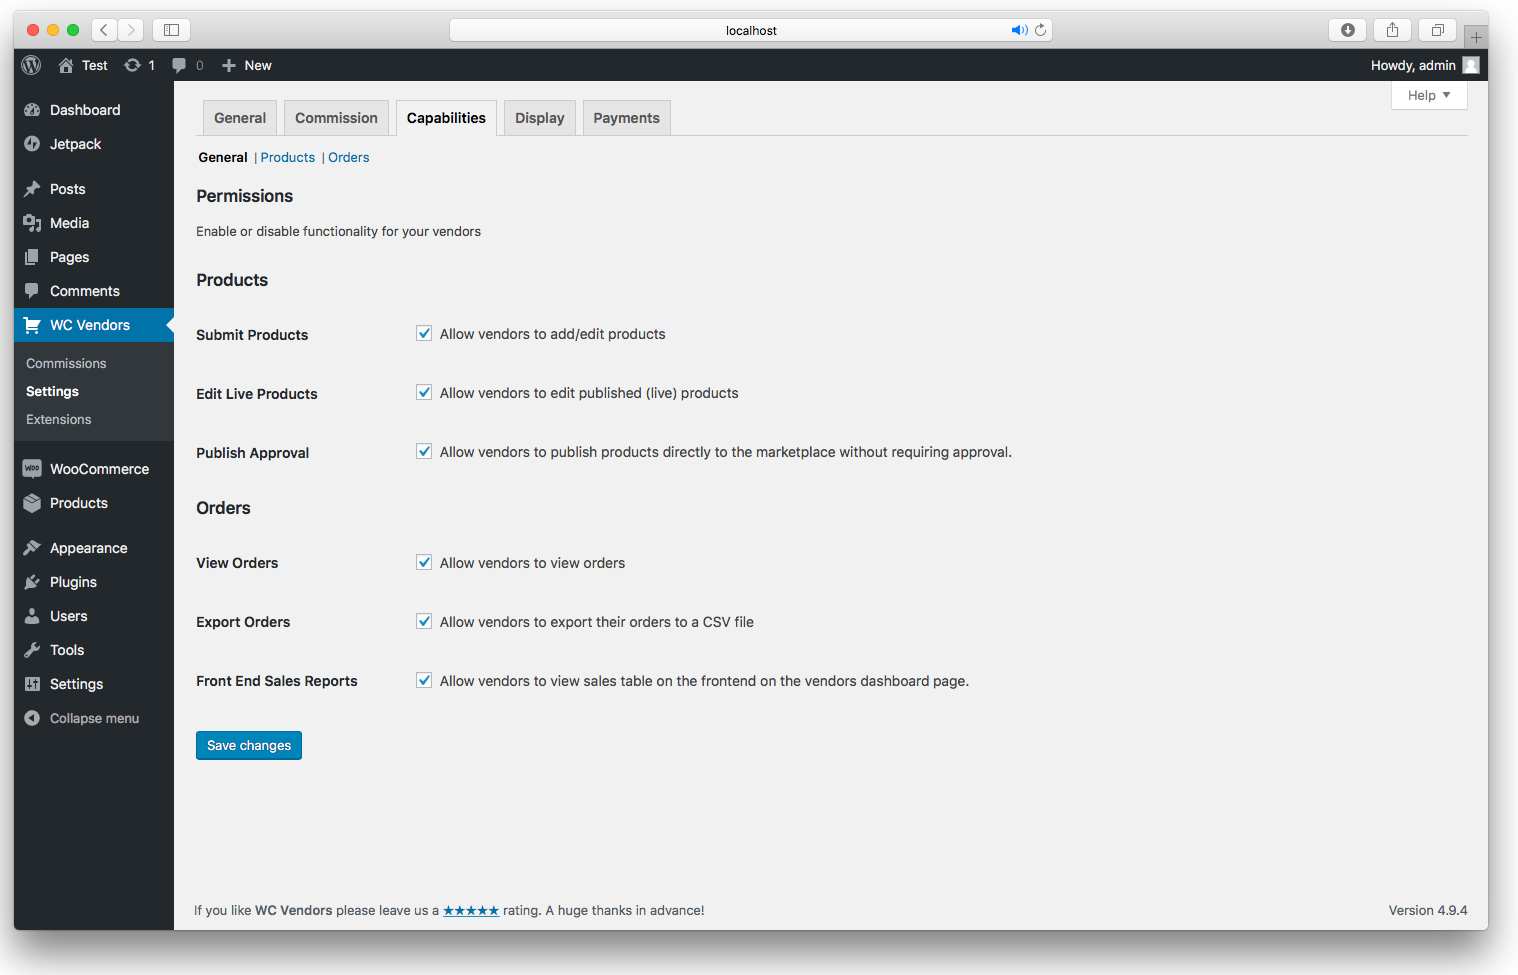 localhost
Test 1 0 New Howdy, admin
Help
Dashboard
Jetpack
Posts
Media
Pages
Comments
WC Vendors
Commissions
Settings
Extensions
WOO WooCommerce
Products
Appearance
Plugins
Users
Tools
Settings
Collapse menu
General Commission Capabilities Display Payments
General | Products | Orders
Permissions
Enable or disable functionality for your vendors
Products
Submit Products Allow vendors to add/edit products
Edit Live Products Allow vendors to edit published (live) products
Publish Approval Allow vendors to publish products directly to the marketplace without requiring approval.
Orders
View Orders Allow vendors to view orders
Export Orders Allow vendors to export their orders to a CSV file
Front End Sales Reports Allow vendors to view sales table on the frontend on the vendors dashboard page.
Save changes
If you like WC Vendors please leave us a ★★★★★ rating. A huge thanks in advance! Version 4.9.4